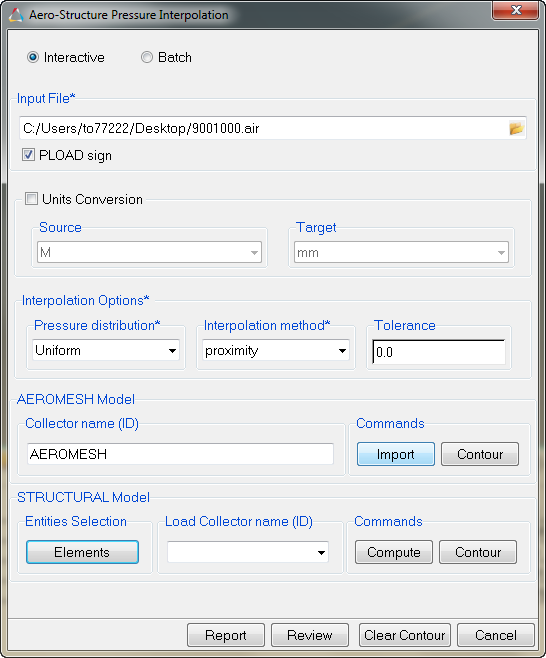 Aero-Structure Pressure Interpolation
Interactive Batch
Input File*
C:/Users/to77222/Desktop/9001000.air
PLOAD sign
Units Conversion
Source Target
M mm
Interpolation Options*
Pressure distribution* Interpolation method* Tolerance
Uniform proximity 0.0
AEROMESH Model
Collector name (ID) Commands
AEROMESH Import Contour
STRUCTURAL Model
Entities Selection Load Collector name (ID) Commands
Elements Compute Contour
Report Review Clear Contour Cancel